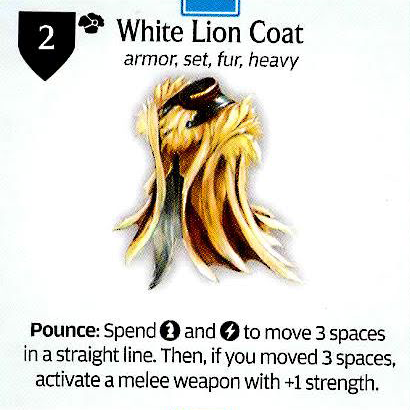 2
White Lion Coat
armor, set, fur, heavy
Pounce: Spend and to move 3 spaces
in a straight line. Then, if you moved 3 spaces,
activate a melee weapon with +1 strength.